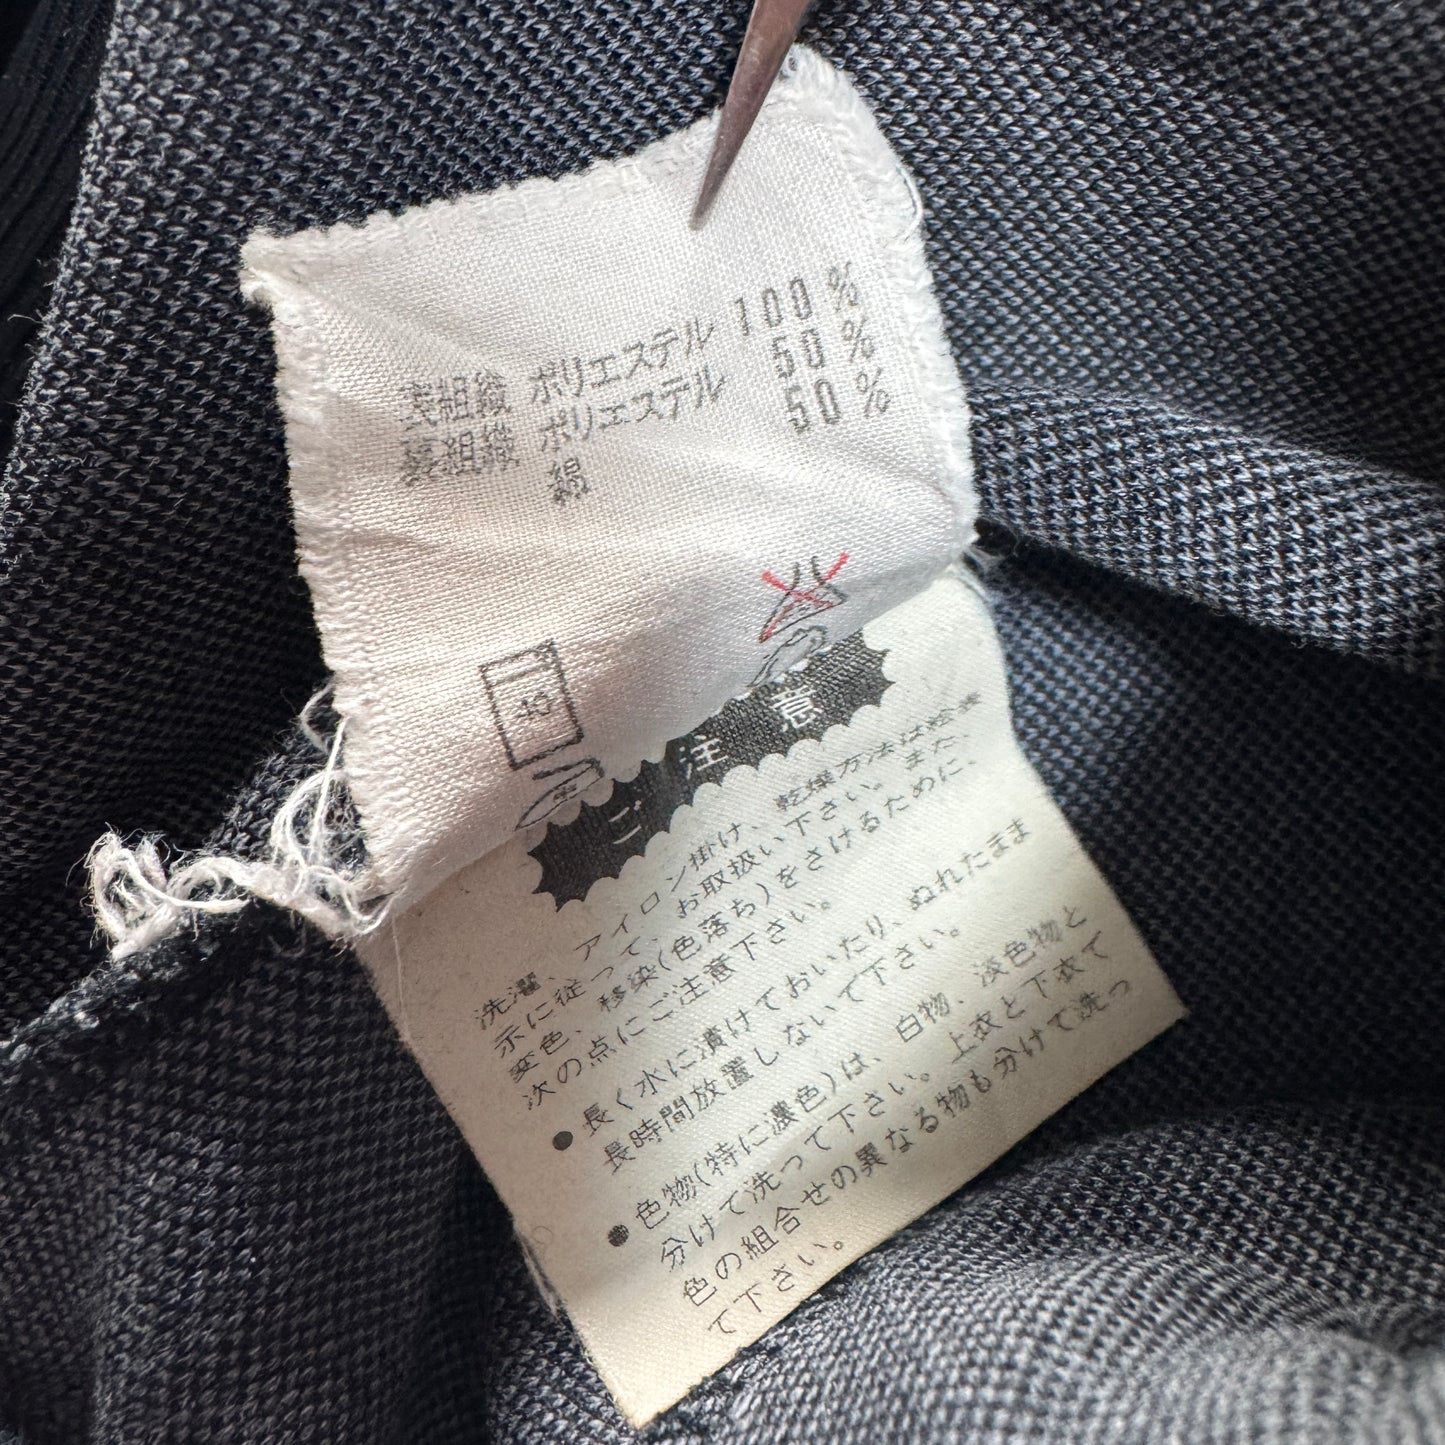 表組織 ポリエステル 100%
裏組織 ポリエステル 50%
綿 50%
40
中
ご注意
洗濯、アイロン掛け、乾燥方法は絵表
示に従って、お取扱い下さい。また、
変色、移染(色落ち)をさけるために、
次の点にご注意下さい。
●長く水に漬けておいたり、ぬれたまま
長時間放置しないで下さい。
●色物(特に濃色)は、白物、淡色物と
分けて洗って下さい。上衣と下衣で
色の組合せの異なる物も分けて洗っ
て下さい。